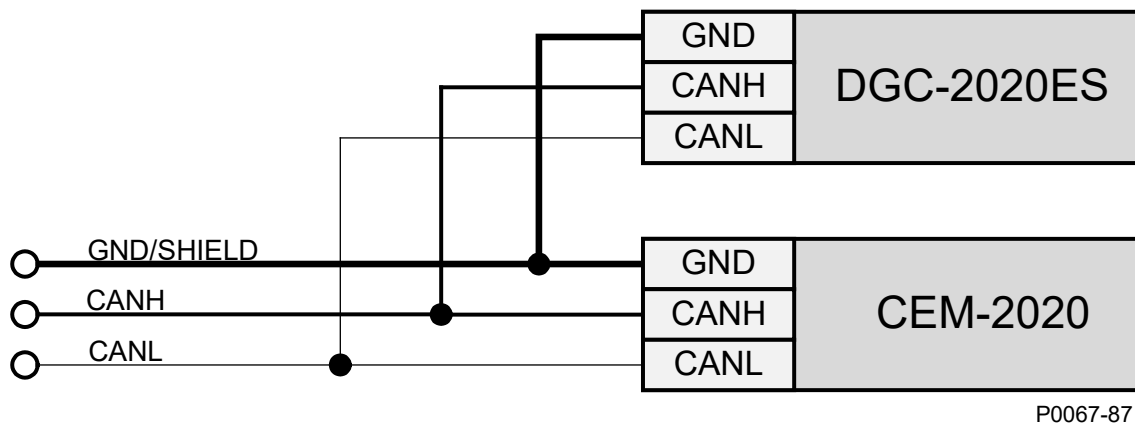 GND
CANH
CANL
DGC-2020ES
GND/SHIELD
CANH
CANL
GND
CANH
CANL
CEM-2020
P0067-87